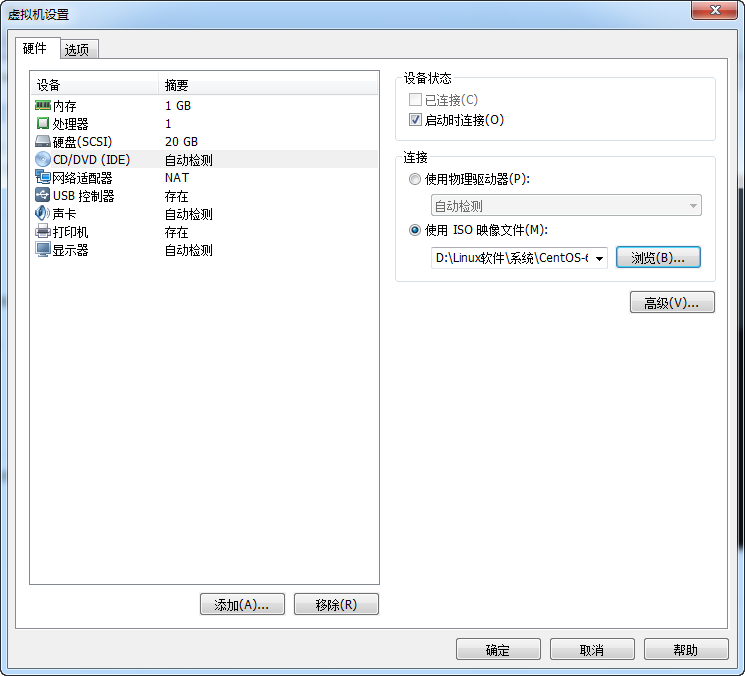 虚拟机设置
硬件 选项
设备 摘要
内存 1 GB
处理器 1
硬盘(SCSI) 20 GB
CD/DVD (IDE) 自动检测
网络适配器 NAT
USB 控制器 存在
声卡 自动检测
打印机 存在
显示器 自动检测
添加(A)... 移除(R)
设备状态
已连接(C)
启动时连接(O)
连接
使用物理驱动器(P):
自动检测
使用 ISO 映像文件(M):
D:\Linux软件\系统\CentOS-6 浏览(B)...
高级(V)...
确定 取消 帮助